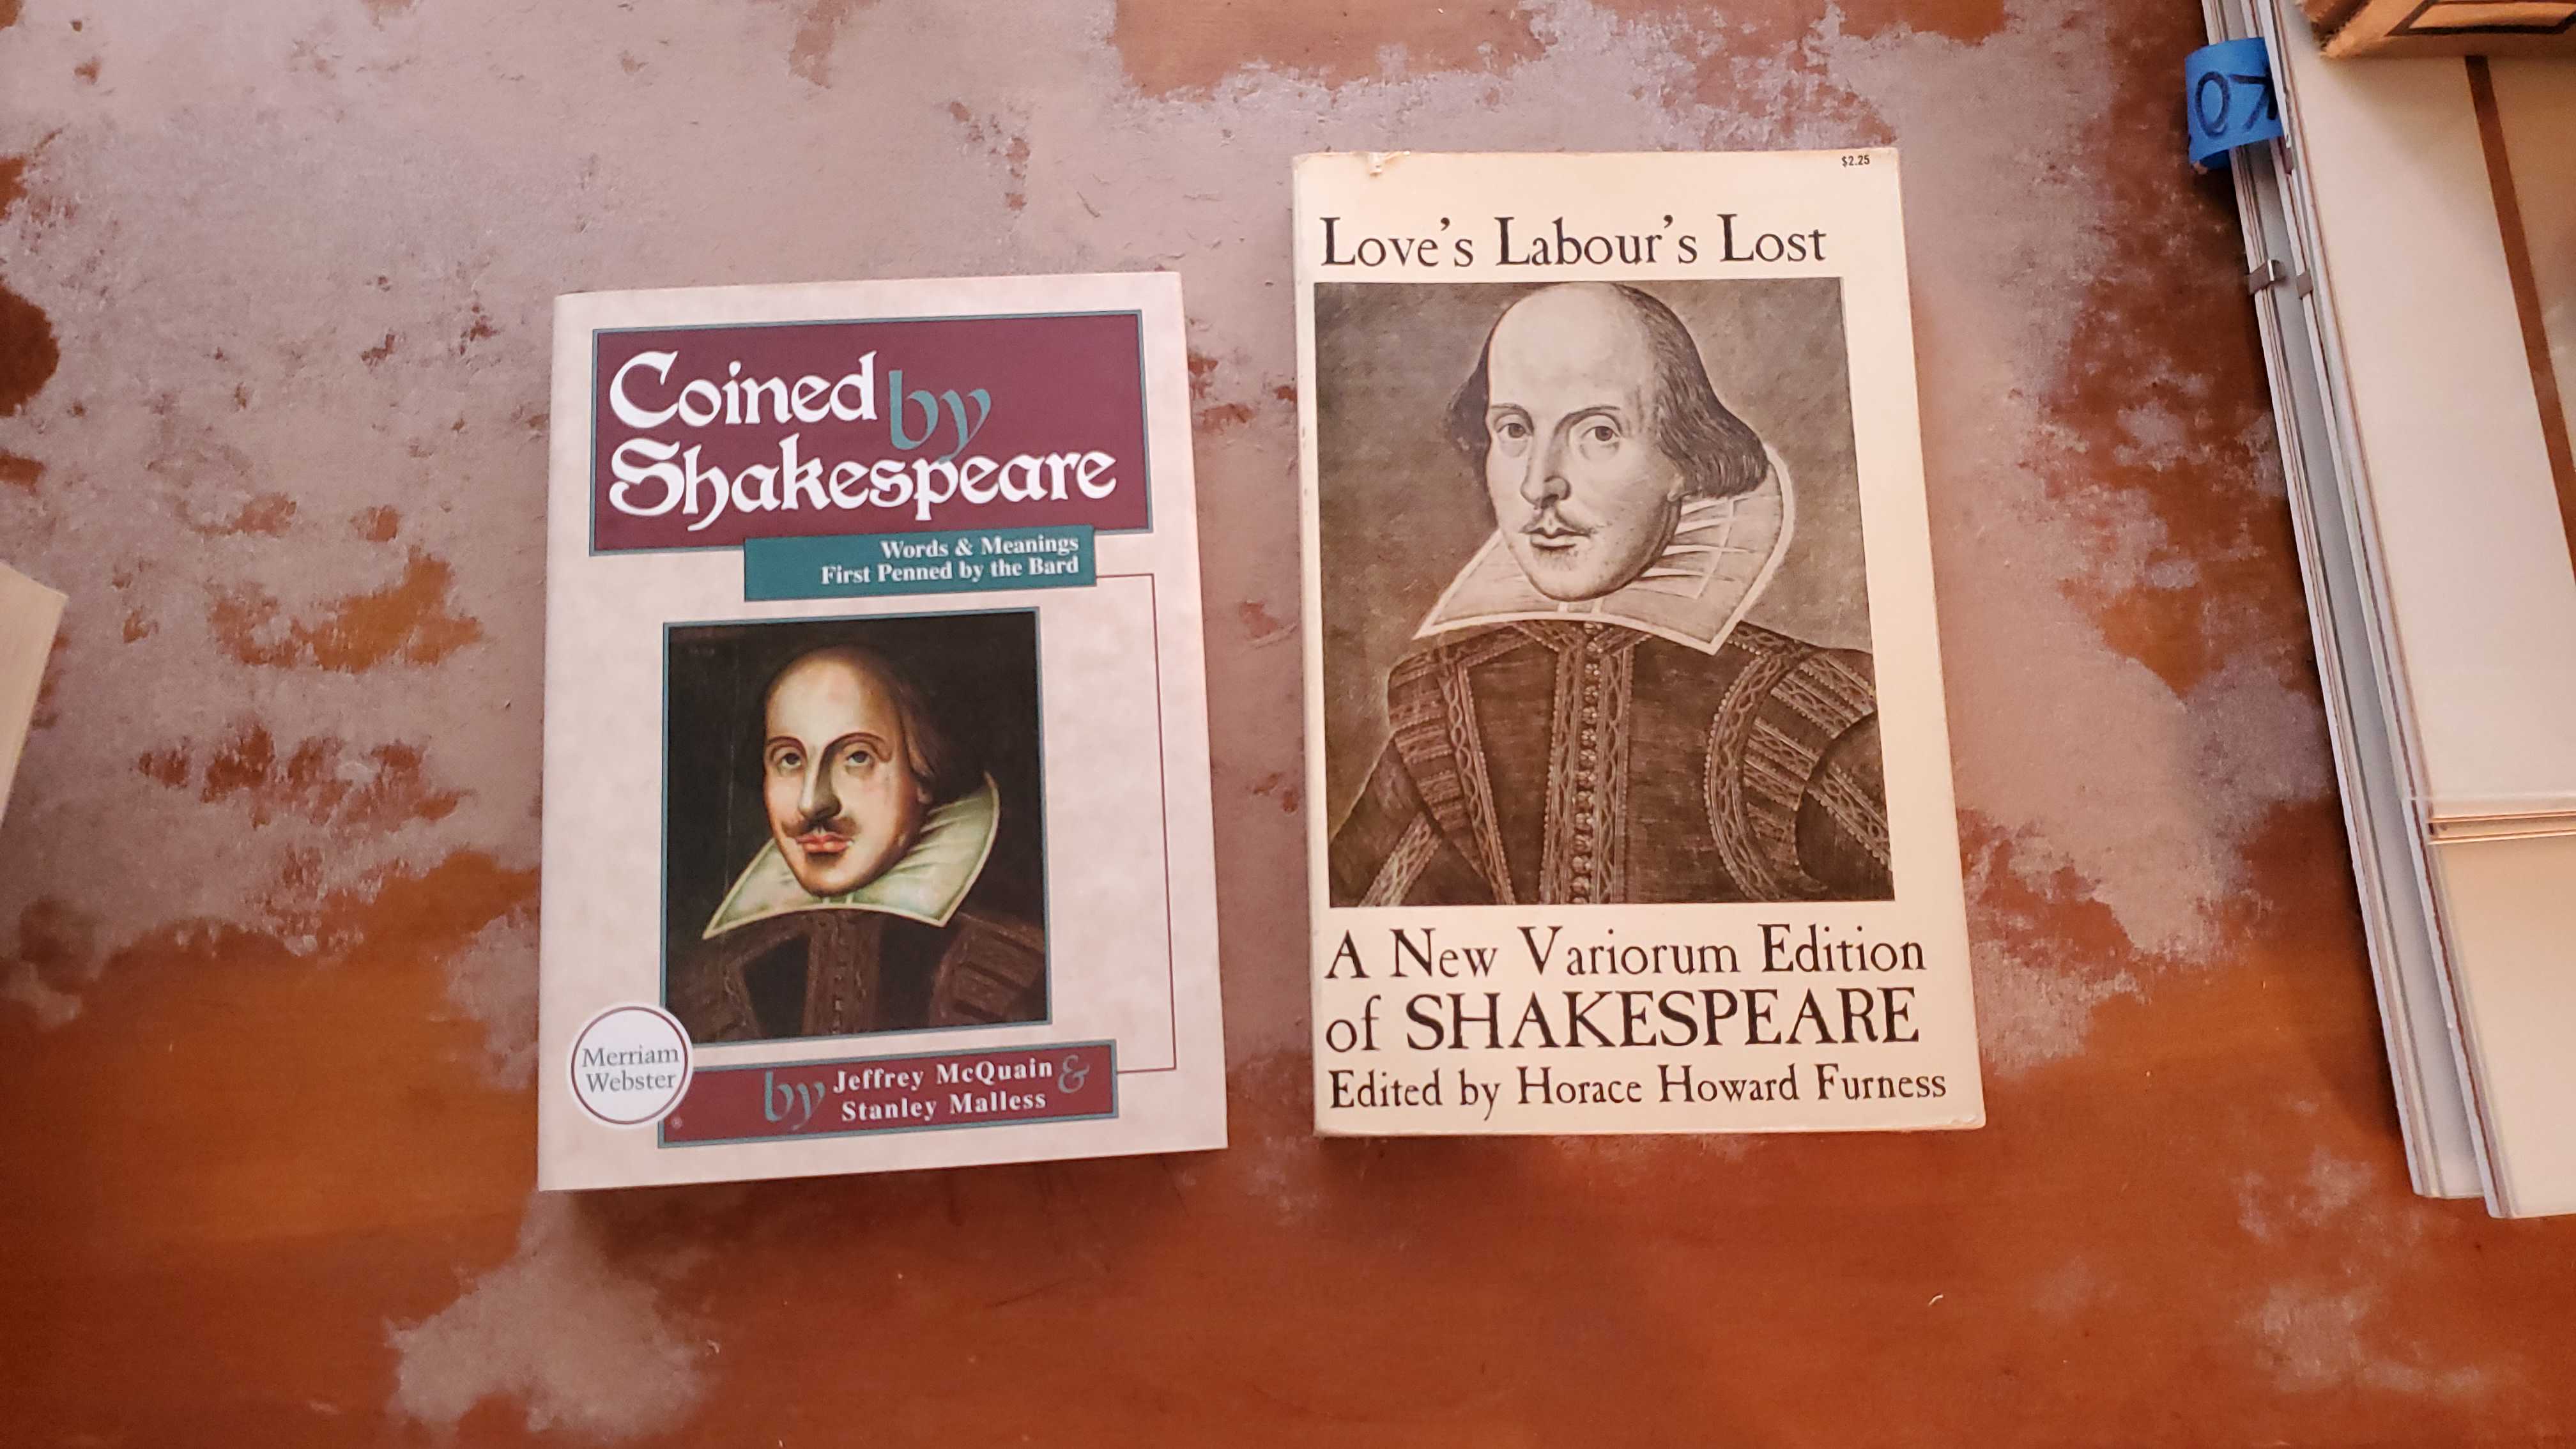 Coined by
Shakespeare
Words & Meanings
First Penned by the Bard
Merriam
Webster
®
by Jeffrey McQuain &
Stanley Malless
$2.25
Love's Labour's Lost
A New Variorum Edition
of SHAKESPEARE
Edited by Horace Howard Furness